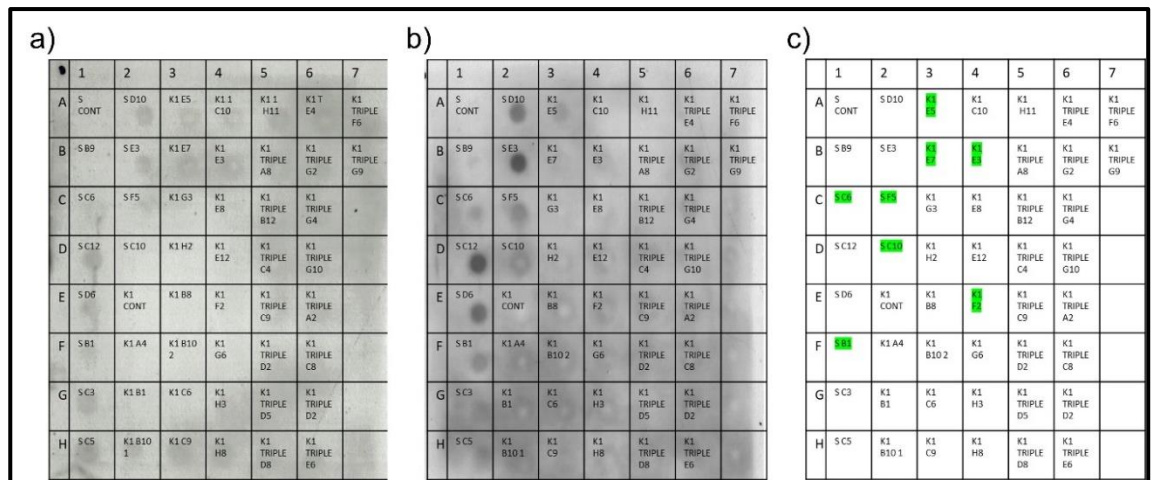 a)
1 2 3 4 5 6 7
A S S D10 K1 E5 K1 1 K1 1 K1 T K1
CONT C10 H11 E4 TRIPLE
F6
B S B9 S E3 K1 E7 K1 K1 K1 K1
E3 TRIPLE TRIPLE TRIPLE
A8 G2 G9
C S C6 S F5 K1 G3 K1 K1 K1
E8 TRIPLE TRIPLE
B12 G4
D S C12 S C10 K1 H2 K1 K1 K1
E12 TRIPLE TRIPLE
C4 G10
E S D6 K1 K1 B8 K1 K1 K1
CONT F2 TRIPLE TRIPLE
C9 A2
F S B1 K1 A4 K1 B10 K1 K1 K1
2 G6 TRIPLE TRIPLE
D2 C8
G S C3 K1 B1 K1 C6 K1 K1 K1
H3 TRIPLE TRIPLE
D5 D2
H S C5 K1 B10 K1 C9 K1 K1 K1
1 H8 TRIPLE TRIPLE
D8 E6
b)
1 2 3 4 5 6 7
A S S D10 K1 K1 K1 K1 K1
CONT E5 C10 H11 TRIPLE TRIPLE
E4 F6
B S B9 S E3 K1 K1 K1 K1 K1
E7 E3 TRIPLE TRIPLE TRIPLE
A8 G2 G9
C S C6 S F5 K1 K1 K1 K1
G3 E8 TRIPLE TRIPLE
B12 G4
D S C12 S C10 K1 K1 K1 K1
H2 E12 TRIPLE TRIPLE
C4 G10
E S D6 K1 K1 K1 K1 K1
CONT B8 F2 TRIPLE TRIPLE
C9 A2
F S B1 K1 A4 K1 K1 K1 K1
B10 2 G6 TRIPLE TRIPLE
D2 C8
G S C3 K1 K1 K1 K1 K1
B1 C6 H3 TRIPLE TRIPLE
D5 D2
H S C5 K1 K1 K1 K1 K1
B10 1 C9 H8 TRIPLE TRIPLE
D8 E6
c)
1 2 3 4 5 6 7
A S S D10 K1 K1 K1 K1 K1
CONT E5 C10 H11 TRIPLE TRIPLE
E4 F6
B S B9 S E3 K1 K1 K1 K1 K1
E7 E3 TRIPLE TRIPLE TRIPLE
A8 G2 G9
C S C6 S F5 K1 K1 K1 K1
G3 E8 TRIPLE TRIPLE
B12 G4
D S C12 S C10 K1 K1 K1 K1
H2 E12 TRIPLE TRIPLE
C4 G10
E S D6 K1 K1 K1 K1 K1
CONT B8 F2 TRIPLE TRIPLE
C9 A2
F S B1 K1 A4 K1 K1 K1 K1
B10 2 G6 TRIPLE TRIPLE
D2 C8
G S C3 K1 K1 K1 K1 K1
B1 C6 H3 TRIPLE TRIPLE
D5 D2
H S C5 K1 K1 K1 K1 K1
B10 1 C9 H8 TRIPLE TRIPLE
D8 E6